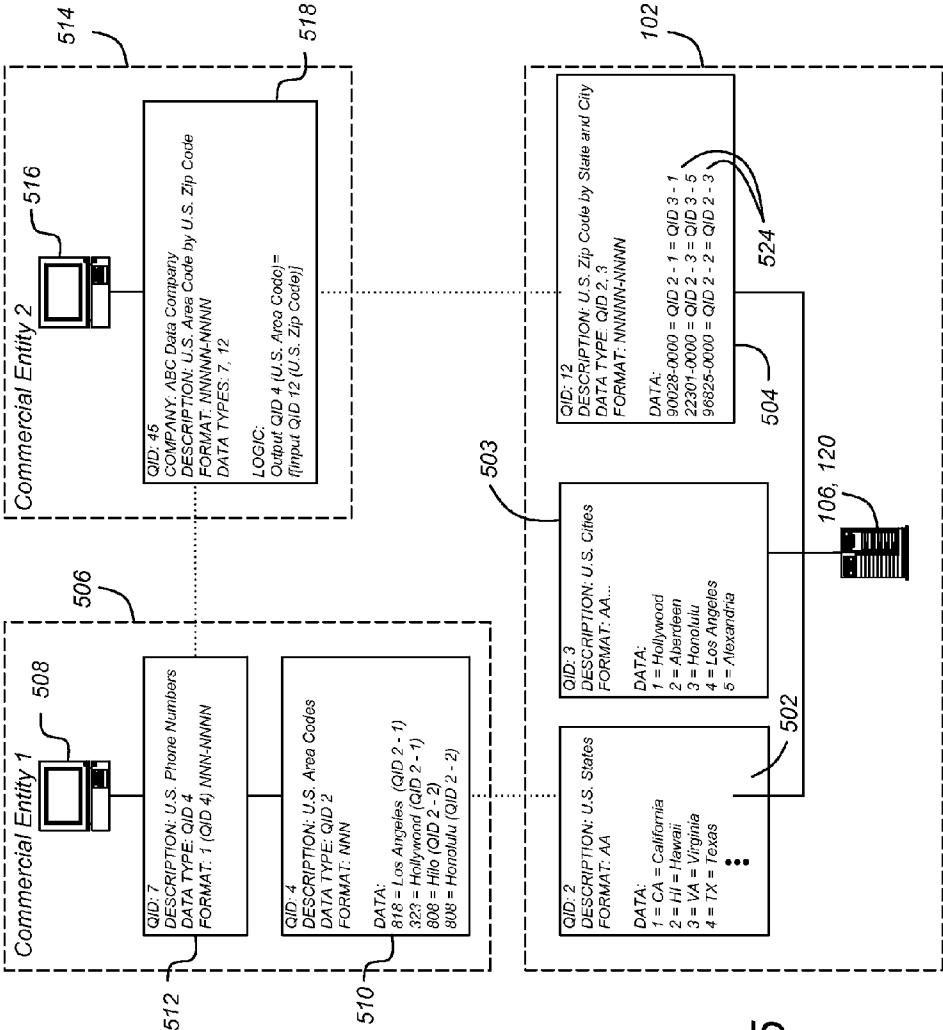 Commercial Entity 1
508
506
QID: 7
DESCRIPTION: U.S. Phone Numbers
DATA TYPE: QID 4
FORMAT: 1 (QID 4) NNN-NNNN
512
QID: 4
DESCRIPTION: U.S. Area Codes
DATA TYPE: QID 2
FORMAT: NNN
DATA:
818 = Los Angeles (QID 2 - 1)
323 = Hollywood (QID 2 - 1)
808 = Hilo (QID 2 - 2)
808 = Honolulu (QID 2 - 2)
510
Commercial Entity 2
516
514
QID: 45
COMPANY: ABC Data Company
DESCRIPTION: U.S. Area Code by U.S. Zip Code
FORMAT: NNNNN-NNNN
DATA TYPES: 7, 12
LOGIC:
Output QID 4 (U.S. Area Code)=
f[input QID 12 (U.S. Zip Code)]
518
QID: 2
DESCRIPTION: U.S. States
FORMAT: AA
DATA:
1 = CA = California
2 = HI = Hawaii
3 = VA = Virginia
4 = TX = Texas
502
503
QID: 3
DESCRIPTION: U.S. Cities
FORMAT: AA...
DATA:
1 = Hollywood
2 = Aberdeen
3 = Honolulu
4 = Los Angeles
5 = Alexandria
102
QID: 12
DESCRIPTION: U.S. Zip Code by State and City
DATA TYPE: QID 2, 3
FORMAT: NNNNN-NNNN
DATA:
90028-0000 = QID 2 - 1 = QID 3 - 1
22301-0000 = QID 2 - 3 = QID 3 - 5
96825-0000 = QID 2 - 2 = QID 2 - 3
524
504
106, 120
5